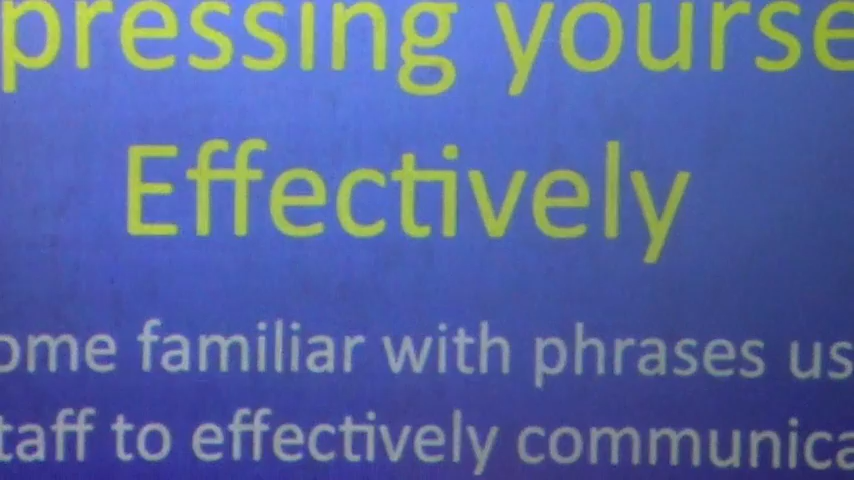 pressing yourse
Effectively
ome familiar with phrases us
taff to effectively communica